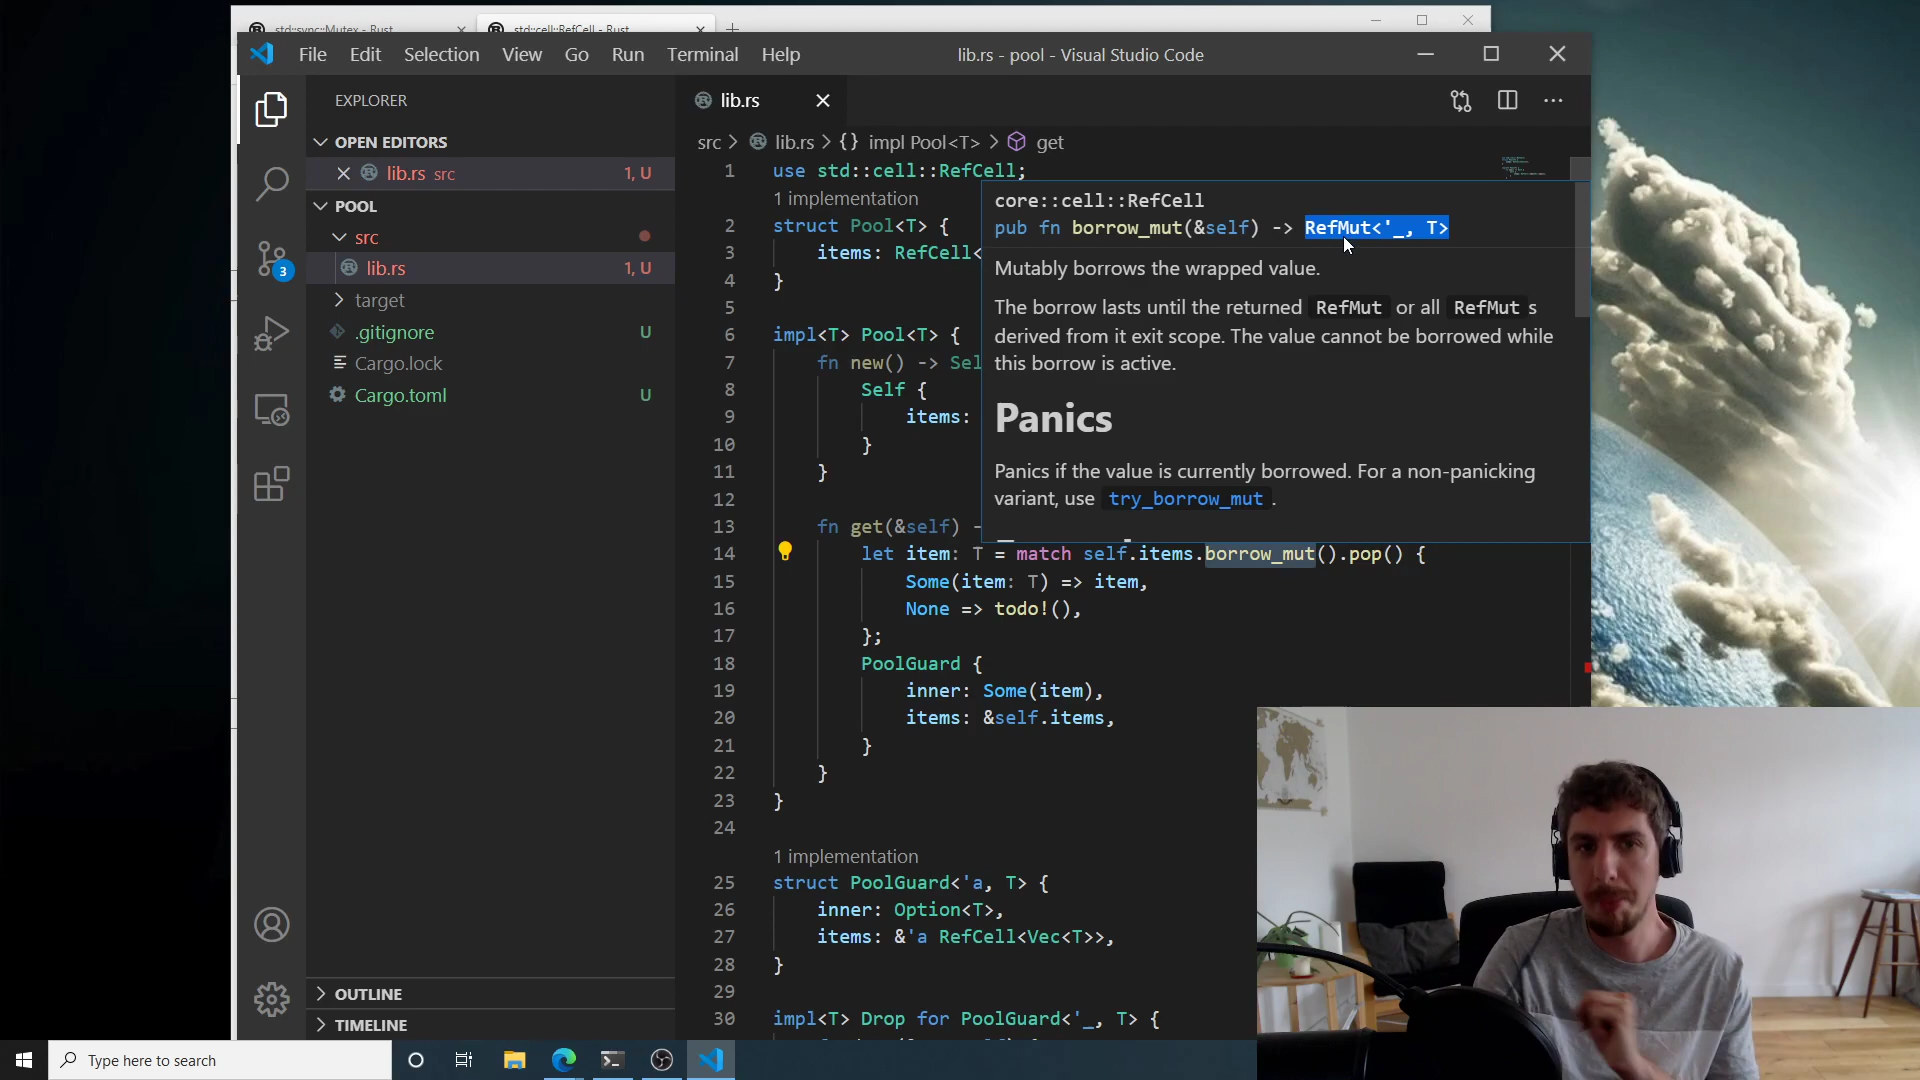 std::sync::Mutex - Rust
std::cell::RefCell - Rust
File Edit Selection View Go Run Terminal Help
lib.rs - pool - Visual Studio Code
EXPLORER
OPEN EDITORS
lib.rs src 1, U
POOL
src
lib.rs 1, U
target
.gitignore U
Cargo.lock
Cargo.toml U
3
OUTLINE
TIMELINE
lib.rs
src > lib.rs > {} impl Pool<T> > get
1 use std::cell::RefCell;
1 implementation
2 struct Pool<T> {
3 items: RefCell<
4 }
5
6 impl<T> Pool<T> {
7 fn new() -> Sel
8 Self {
9 items:
10 }
11 }
12
13 fn get(&self) -
14 let item: T = match self.items.borrow_mut().pop() {
15 Some(item: T) => item,
16 None => todo!(),
17 };
18 PoolGuard {
19 inner: Some(item),
20 items: &self.items,
21 }
22 }
23 }
24
1 implementation
25 struct PoolGuard<'a, T> {
26 inner: Option<T>,
27 items: &'a RefCell<Vec<T>>,
28 }
29
30 impl<T> Drop for PoolGuard<'_, T> {
core::cell::RefCell
pub fn borrow_mut(&self) -> RefMut<'_, T>
Mutably borrows the wrapped value.
The borrow lasts until the returned RefMut or all RefMut s
derived from it exit scope. The value cannot be borrowed while
this borrow is active.
Panics
Panics if the value is currently borrowed. For a non-panicking
variant, use try_borrow_mut .
Type here to search